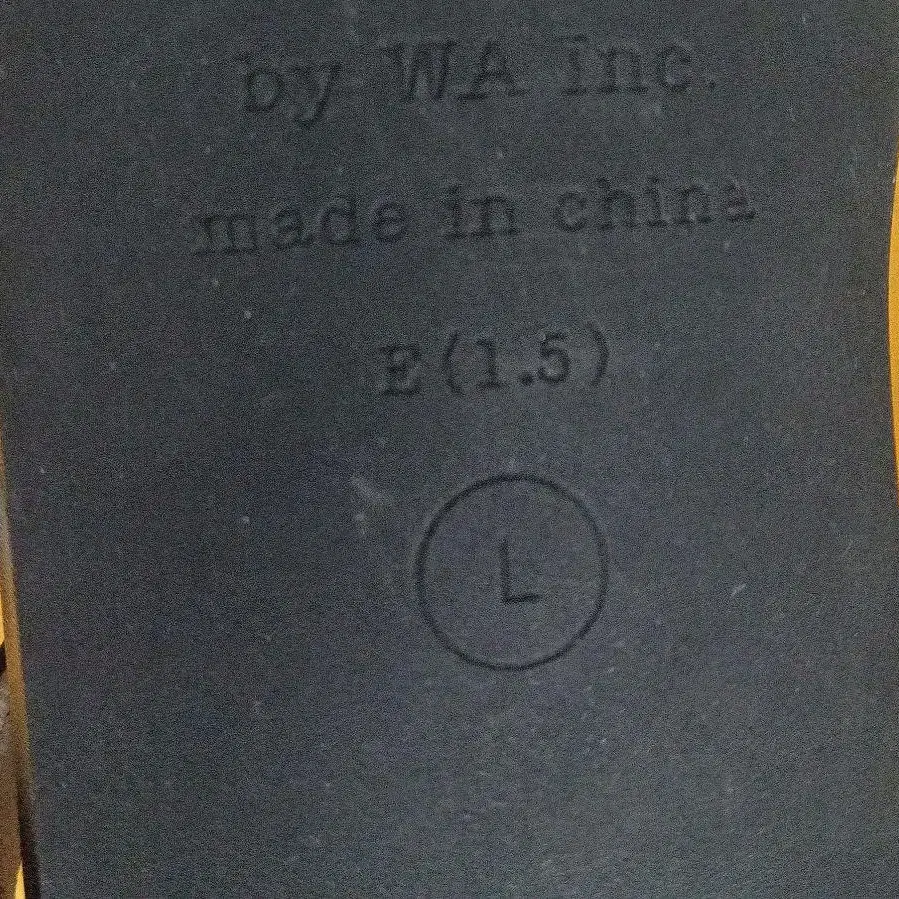 by WA inc.
made in china
E(1.5)
L